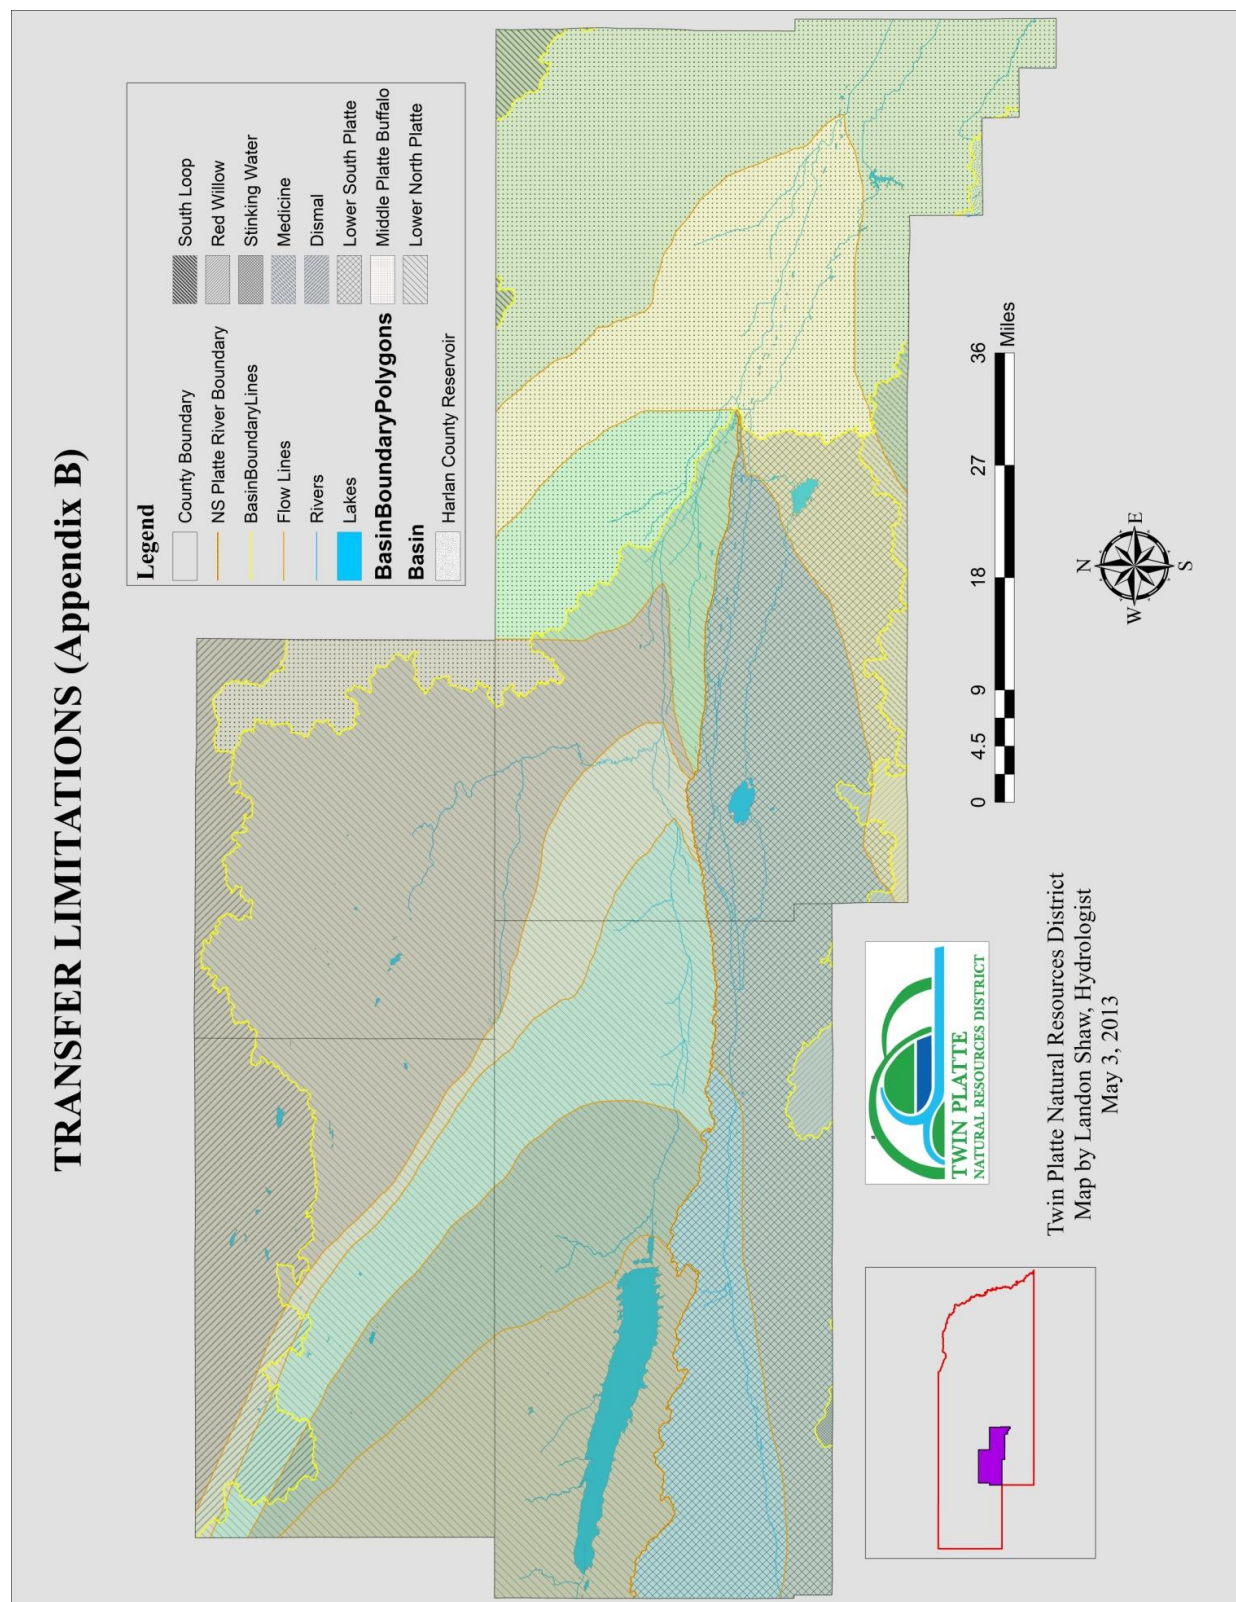 TRANSFER LIMITATIONS (Appendix B)
Legend
County Boundary
NS Platte River Boundary
BasinBoundaryLines
Flow Lines
Rivers
Lakes
BasinBoundaryPolygons
Basin
Harlan County Reservoir
South Loop
Red Willow
Stinking Water
Medicine
Dismal
Lower South Platte
Middle Platte Buffalo
Lower North Platte
0 4.5 9 18 27 36
Miles
N
W E
S
TWIN PLATTE
NATURAL RESOURCES DISTRICT
Twin Platte Natural Resources District
Map by Landon Shaw, Hydrologist
May 3, 2013